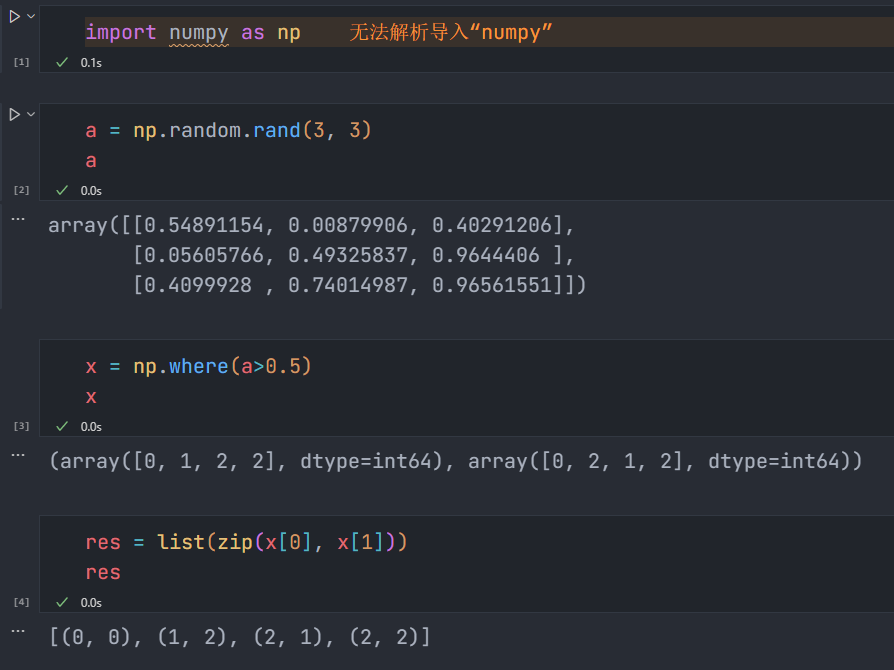 import numpy as np 无法解析导入“numpy”
[1] 0.1s
a = np.random.rand(3, 3)
a
[2] 0.0s
array([[0.54891154, 0.00879906, 0.40291206],
[0.05605766, 0.49325837, 0.9644406 ],
[0.4099928 , 0.74014987, 0.96561551]])
x = np.where(a>0.5)
x
[3] 0.0s
(array([0, 1, 2, 2], dtype=int64), array([0, 2, 1, 2], dtype=int64))
res = list(zip(x[0], x[1]))
res
[4] 0.0s
[(0, 0), (1, 2), (2, 1), (2, 2)]